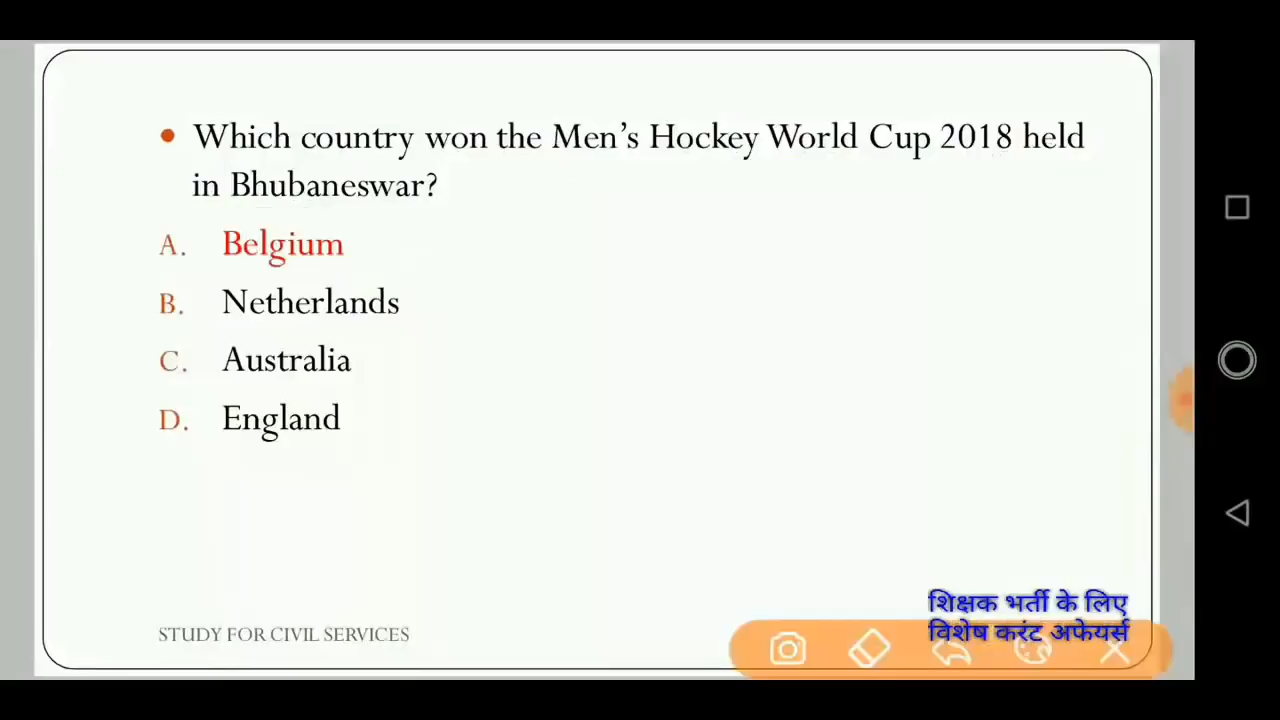 • Which country won the Men’s Hockey World Cup 2018 held
in Bhubaneswar?
A. Belgium
B. Netherlands
C. Australia
D. England
शिक्षक भर्ती के लिए
विशेष करंट अफेयर्स
STUDY FOR CIVIL SERVICES